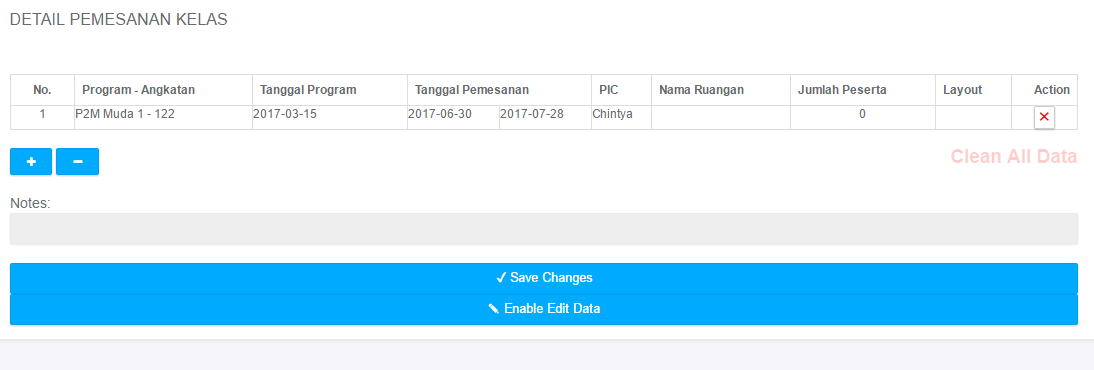 DETAIL PEMESANAN KELAS
No. Program - Angkatan Tanggal Program Tanggal Pemesanan PIC Nama Ruangan Jumlah Peserta Layout Action
1 P2M Muda 1 - 122 2017-03-15 2017-06-30 2017-07-28 Chintya 0
Clean All Data
Notes:
Save Changes
Enable Edit Data